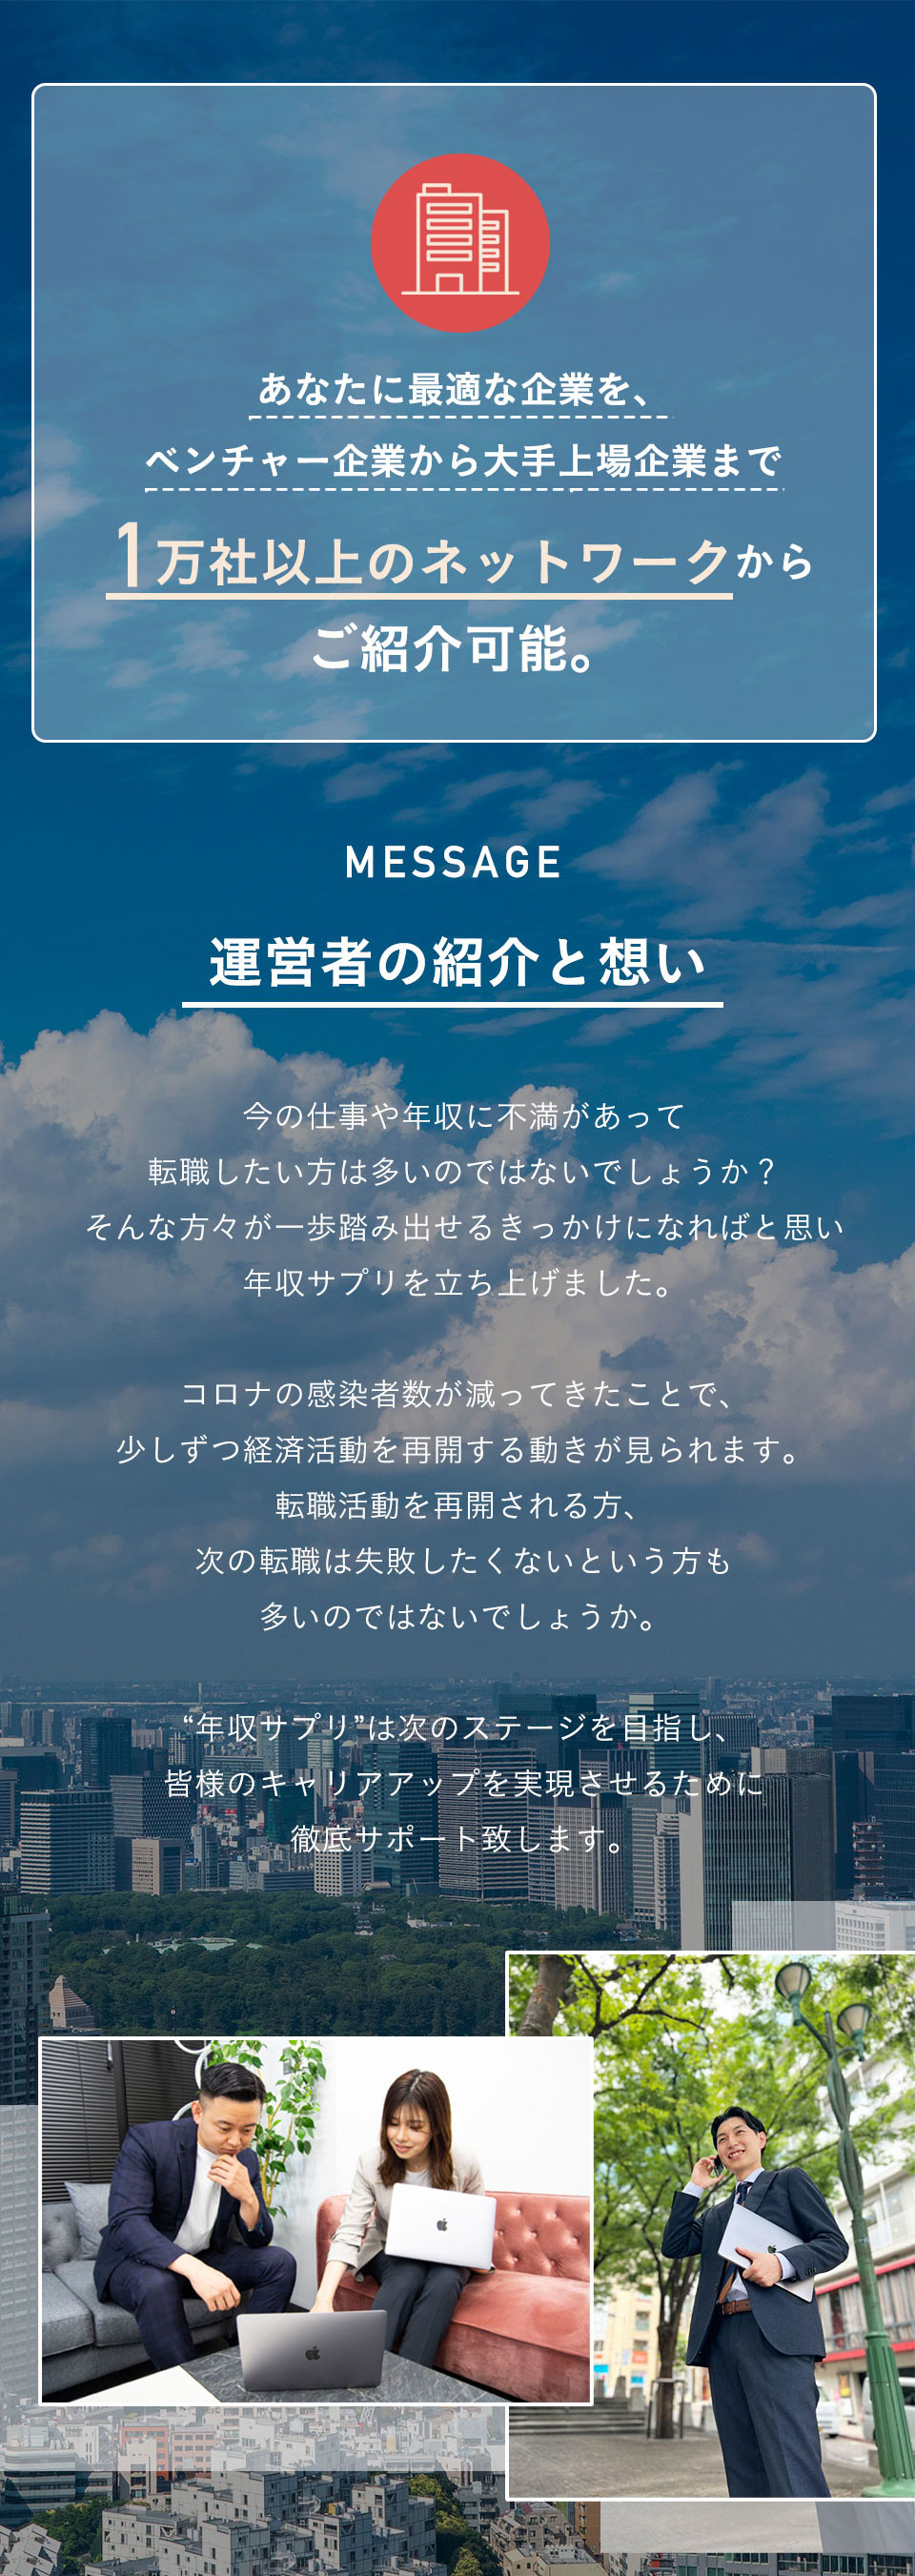 あなたに最適な企業を、
ベンチャー企業から大手上場企業まで
1万社以上のネットワークから
ご紹介可能。
MESSAGE
運営者の紹介と想い
今の仕事や年収に不満があって
転職したい方は多いのではないでしょうか？
そんな方々が一歩踏み出せるきっかけになればと思い
年収サプリを立ち上げました。
コロナの感染者数が減ってきたことで、
少しずつ経済活動を再開する動きが見られます。
転職活動を再開される方、
次の転職は失敗したくないという方も
多いのではないでしょうか。
“年収サプリ”は次のステージを目指し、
皆様のキャリアアップを実現させるために
徹底サポート致します。